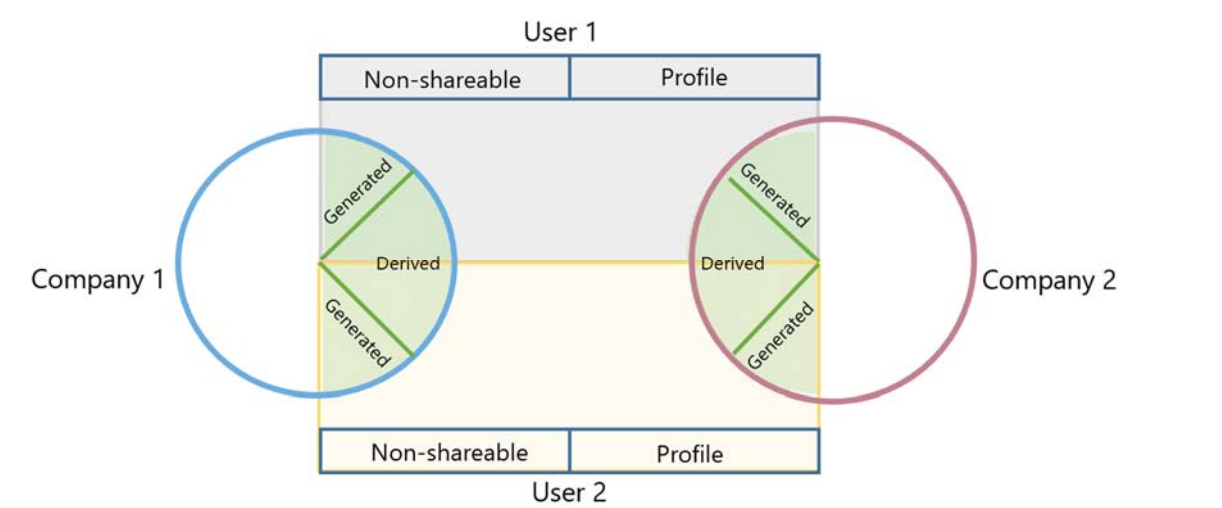 User 1
Non-shareable
Profile
Generated
Generated
Derived
Derived
Company 1
Company 2
Generated
Generated
Non-shareable
Profile
User 2